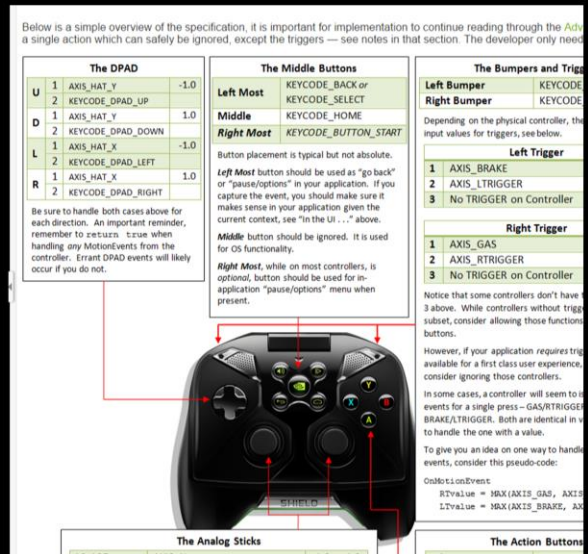 Below is a simple overview of the specification, it is important for implementation to continue reading through the Adv
a single action which can safely be ignored, except the triggers — see notes in that section. The developer only need
The DPAD
U 1 AXIS_HAT_Y -1.0
2 KEYCODE_DPAD_UP
D 1 AXIS_HAT_Y 1.0
2 KEYCODE_DPAD_DOWN
L 1 AXIS_HAT_X -1.0
2 KEYCODE_DPAD_LEFT
R 1 AXIS_HAT_X 1.0
2 KEYCODE_DPAD_RIGHT
Be sure to handle both cases above for
each direction. An important reminder,
remember to return true when
handling any MotionEvents from the
controller. Errant DPAD events will likely
occur if you do not.
The Middle Buttons
Left Most KEYCODE_BACK or
KEYCODE_SELECT
Middle KEYCODE_HOME
Right Most KEYCODE_BUTTON_START
Button placement is typical but not absolute.
Left Most button should be used as "go back"
or "pause/options" in your application. If you
capture the event, you should make sure it
makes sense in your application given the
current context, see "in the UI . . ." above.
Middle button should be ignored. It is used
for OS functionality.
Right Most, while on most controllers, is
optional, button should be used for in-
application "pause/options" menu when
present.
The Bumpers and Trigg
Left Bumper KEYCODE
Right Bumper KEYCODE
Depending on the physical controller, the
input values for triggers, see below.
Left Trigger
1 AXIS_BRAKE
2 AXIS_LTRIGGER
3 No TRIGGER on Controller
Right Trigger
1 AXIS_GAS
2 AXIS_RTRIGGER
3 No TRIGGER on Controller
Notice that some controllers don't have t
3 above. While controllers without trigg
subset, consider allowing those functions
buttons.
However, if your application requires trig
available for a first class user experience,
consider ignoring those controllers.
In some cases, a controller will seem to is
events for a single press – GAS/RTRIGGER
BRAKE/LTRIGGER. Both are identical in v
to handle the one with a value.
To give you an idea on one way to handle
events, consider this pseudo-code:
OnMotionEvent
RTvalue = MAX(AXIS_GAS, AXIS
LTvalue = MAX(AXIS_BRAKE, AX
Y
X
B
A
SHIELD
The Analog Sticks
The Action Buttons